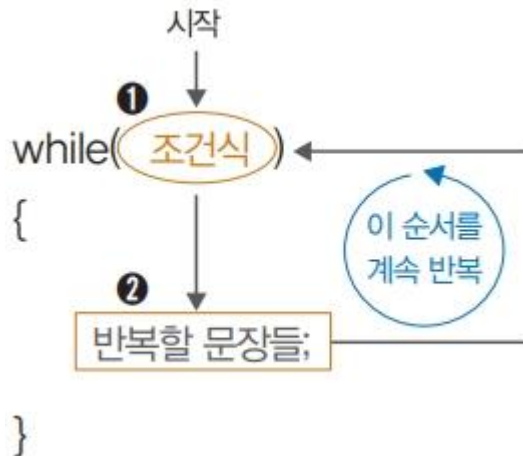 시작
❶
while( 조건식 )
{
이 순서를
계속 반복
❷
반복할 문장들;
}